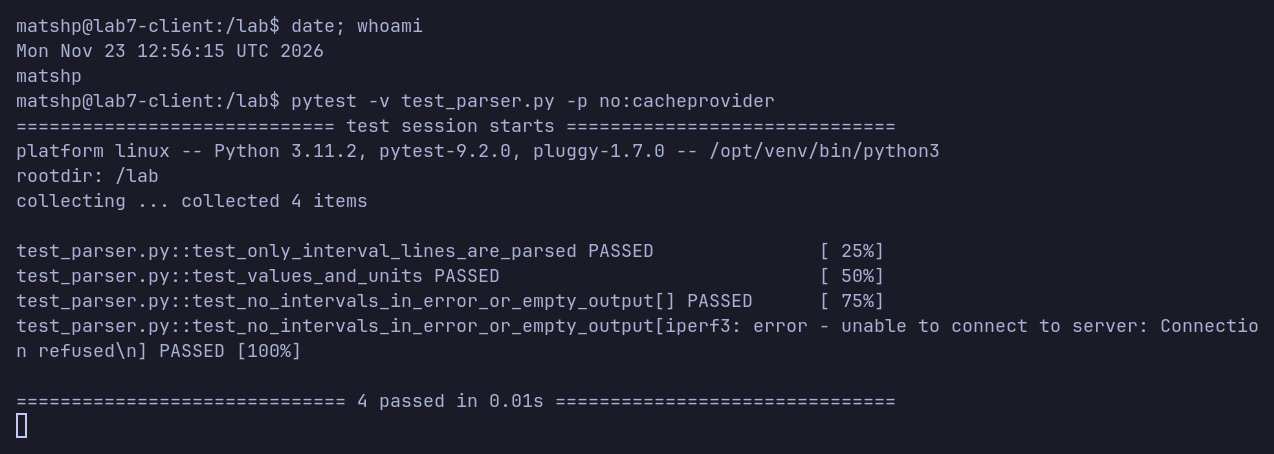 matshp@lab7-client:/lab$ date; whoami
Mon Nov 23 12:56:15 UTC 2026
matshp
matshp@lab7-client:/lab$ pytest -v test_parser.py -p no:cacheprovider
============================= test session starts ==============================
platform linux -- Python 3.11.2, pytest-9.2.0, pluggy-1.7.0 -- /opt/venv/bin/python3
rootdir: /lab
collecting ... collected 4 items

test_parser.py::test_only_interval_lines_are_parsed PASSED               [ 25%]
test_parser.py::test_values_and_units PASSED                             [ 50%]
test_parser.py::test_no_intervals_in_error_or_empty_output[] PASSED      [ 75%]
test_parser.py::test_no_intervals_in_error_or_empty_output[iperf3: error - unable to connect to server: Connectio
n refused\n] PASSED [100%]

============================== 4 passed in 0.01s ===============================